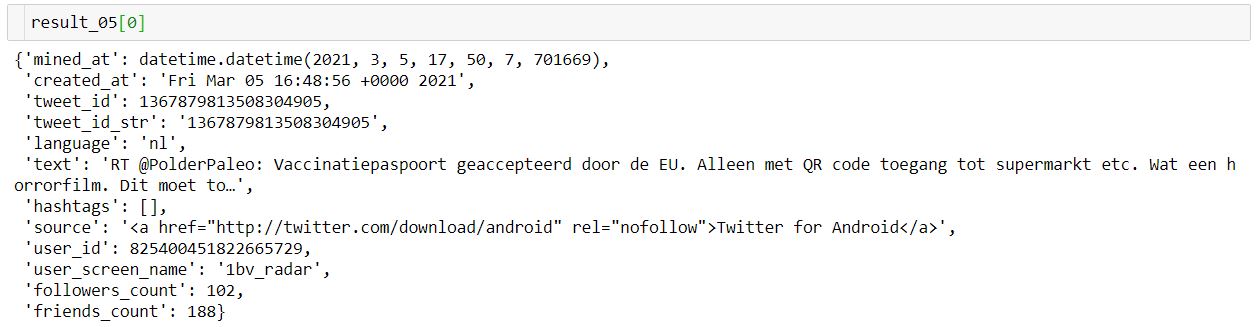 result_05[0]
{'mined_at': datetime.datetime(2021, 3, 5, 17, 50, 7, 701669),
'created_at': 'Fri Mar 05 16:48:56 +0000 2021',
'tweet_id': 1367879813508304905,
'tweet_id_str': '1367879813508304905',
'language': 'nl',
'text': 'RT @PolderPaleo: Vaccinatiepaspoort geaccepteerd door de EU. Alleen met QR code toegang tot supermarkt etc. Wat een h
orrorfilm. Dit moet to…',
'hashtags': [],
'source': '<a href="http://twitter.com/download/android" rel="nofollow">Twitter for Android</a>',
'user_id': 825400451822665729,
'user_screen_name': '1bv_radar',
'followers_count': 102,
'friends_count': 188}